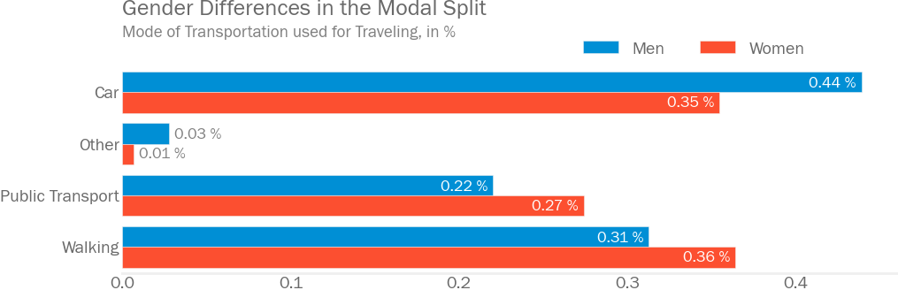 Gender Differences in the Modal Split
Mode of Transportation used for Traveling, in %
Men Women
Car 0.44 %
0.35 %
Other 0.03 %
0.01 %
Public Transport 0.22 %
0.27 %
Walking 0.31 %
0.36 %
0.0 0.1 0.2 0.3 0.4